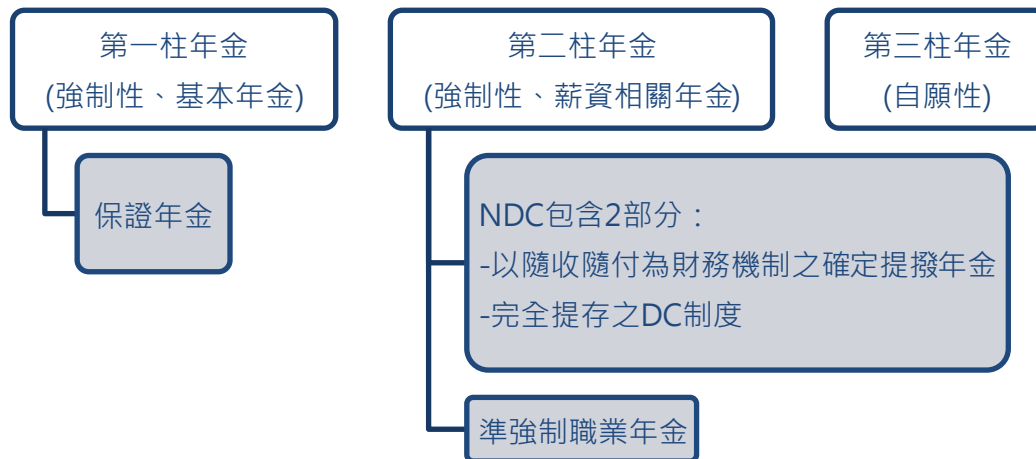 第一柱年金
(強制性、基本年金)
保證年金
第二柱年金
(強制性、薪資相關年金)
NDC包含2部分：
-以隨收隨付為財務機制之確定提撥年金
-完全提存之DC制度
準強制職業年金
第三柱年金
(自願性)